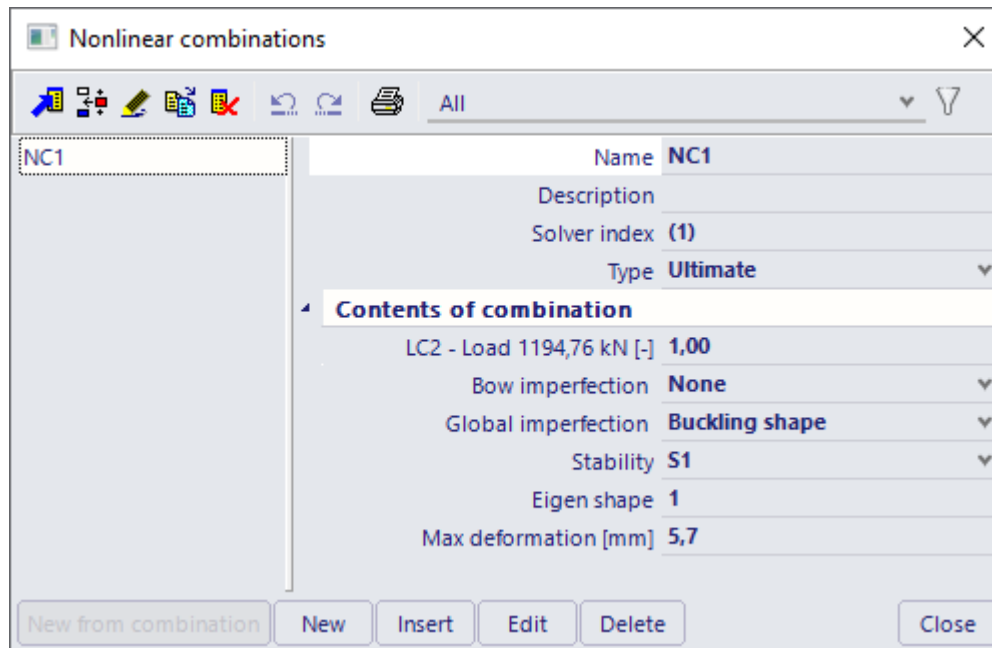 Nonlinear combinations
All
NC1
Name NC1
Description
Solver index (1)
Type Ultimate
Contents of combination
LC2 - Load 1194,76 kN [-] 1,00
Bow imperfection None
Global imperfection Buckling shape
Stability S1
Eigen shape 1
Max deformation [mm] 5,7
New from combination New Insert Edit Delete Close